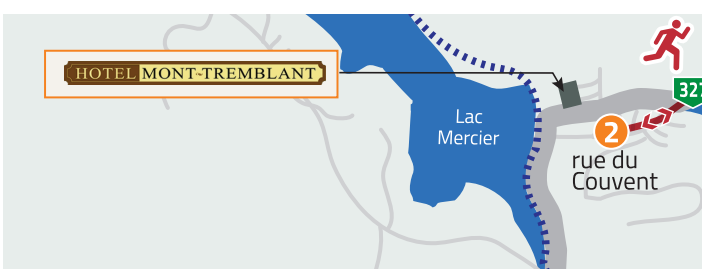 HOTEL MONT-TREMBLANT
327
Lac
Mercier
2
rue du
Couvent